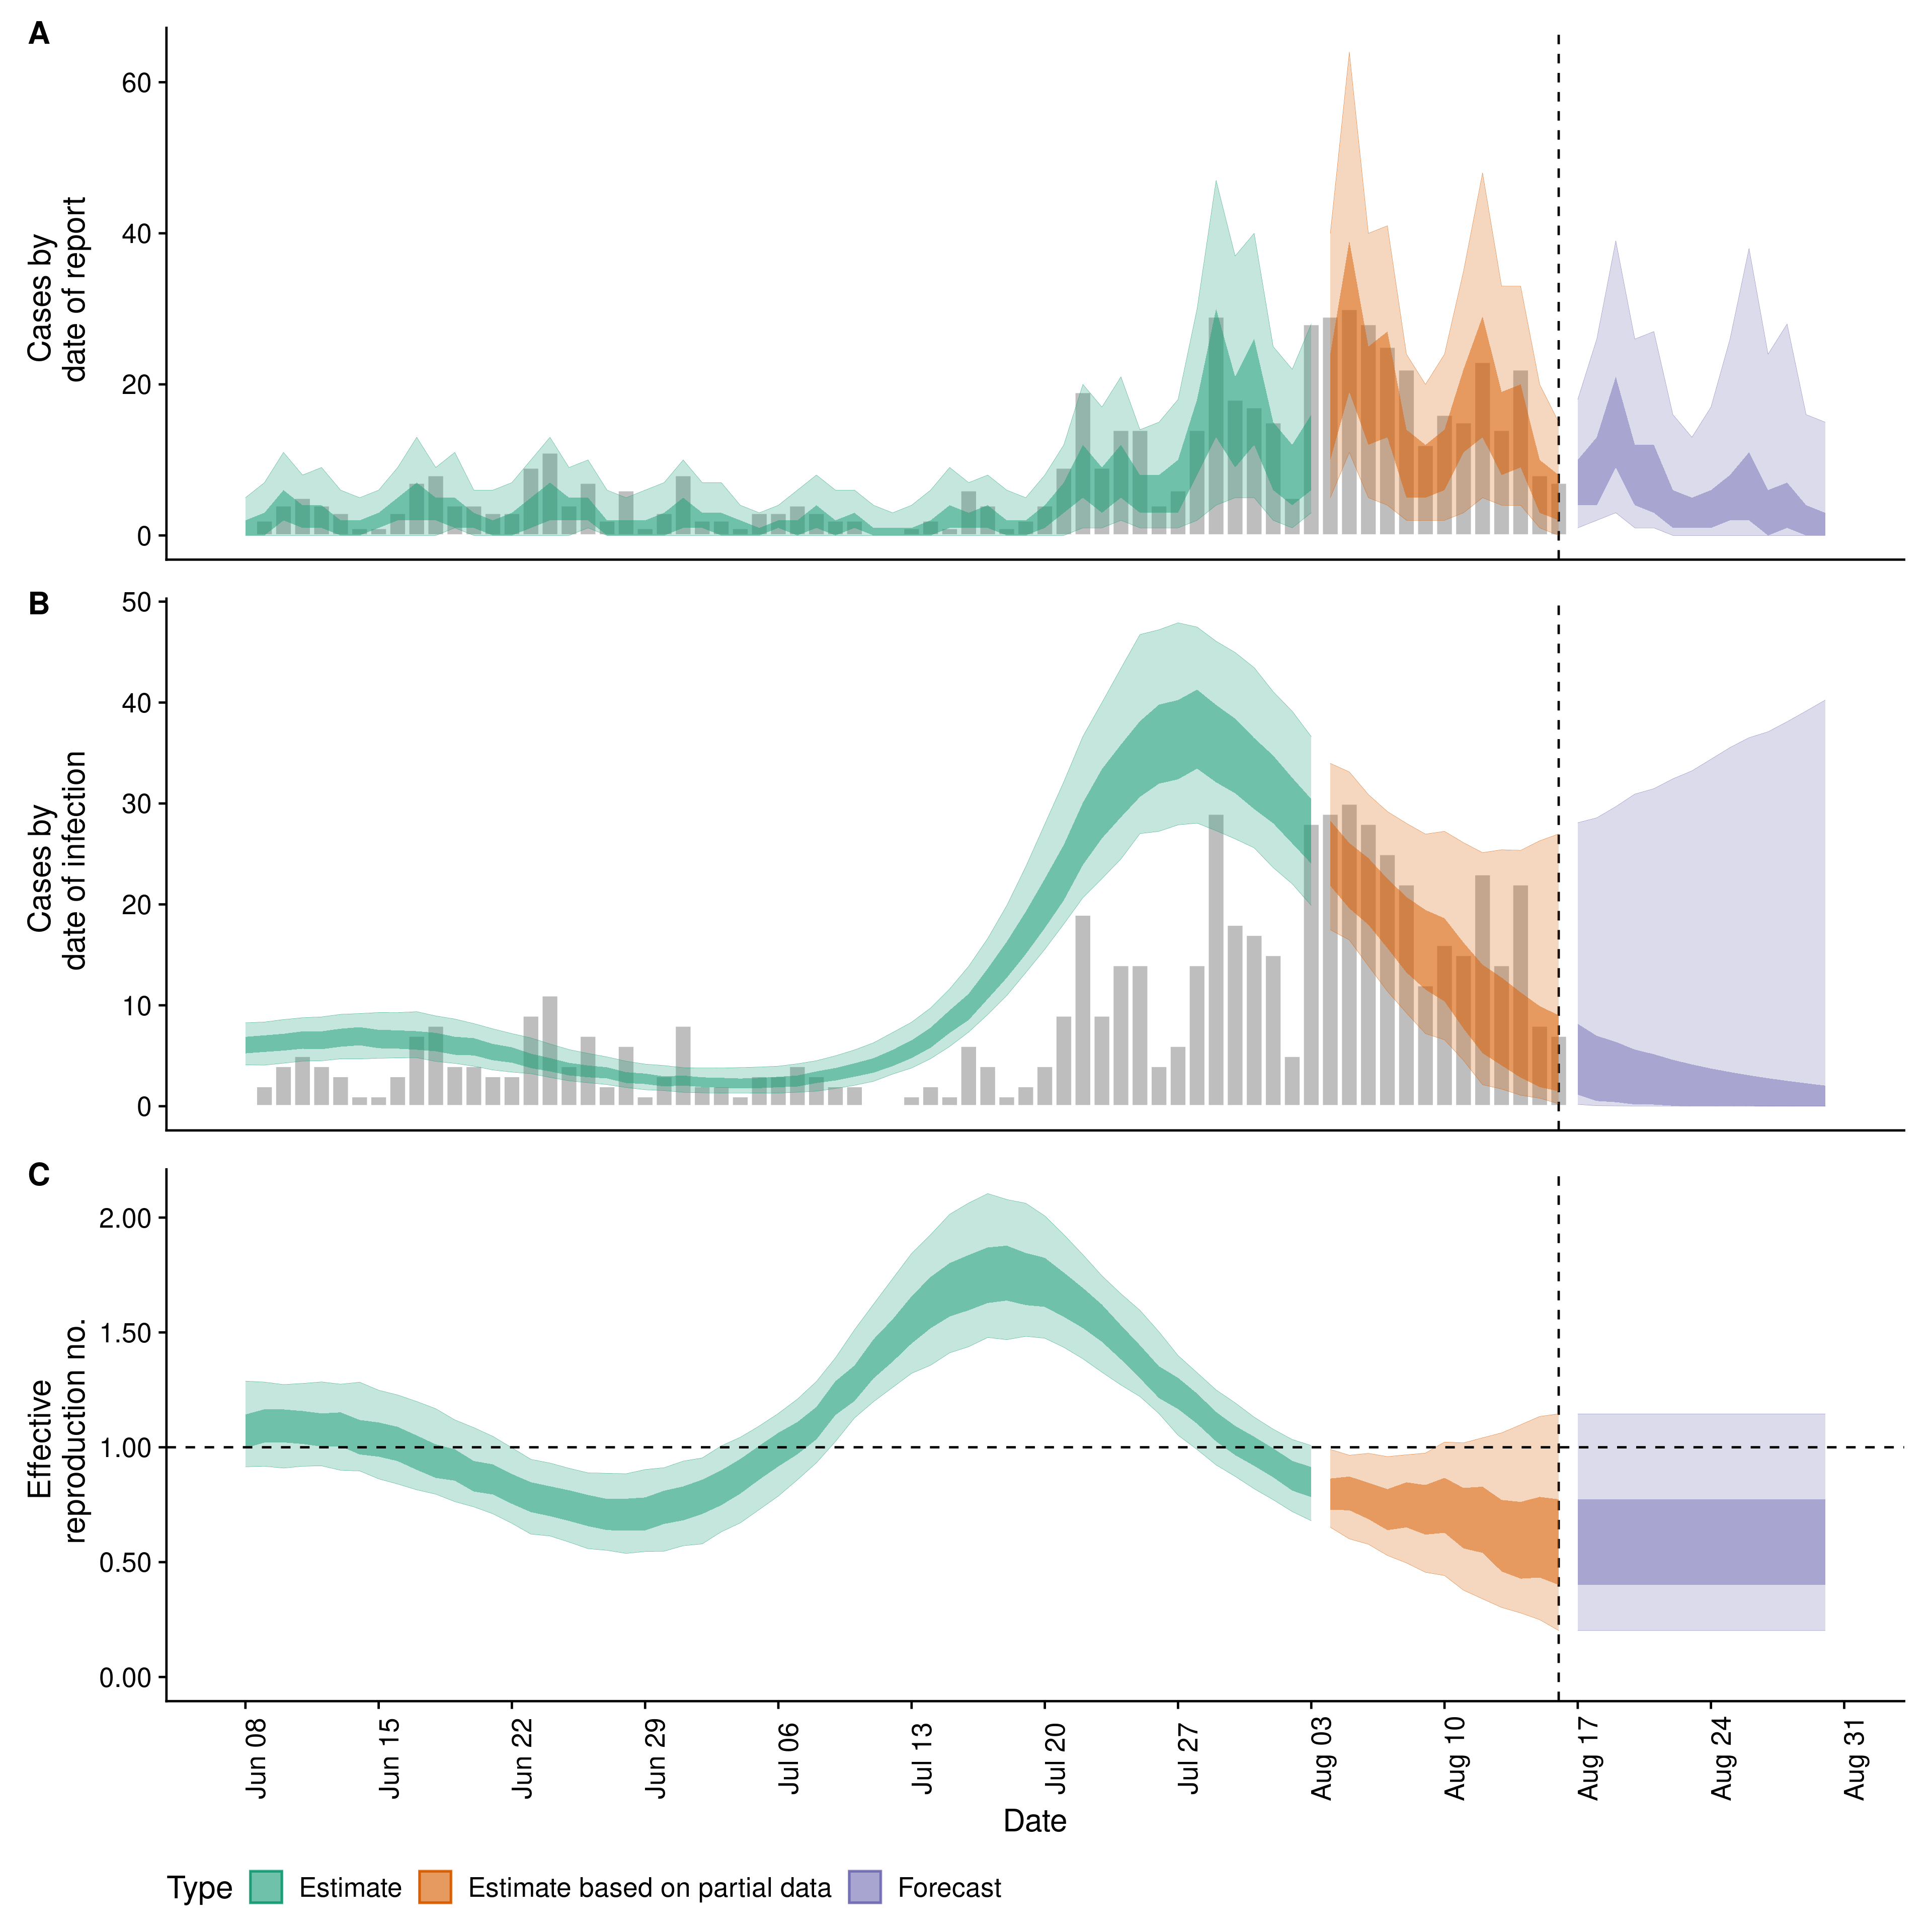 A
Cases by
date of report
60
40
20
0
B
Cases by
date of infection
50
40
30
20
10
0
C
Effective
reproduction no.
2.00
1.50
1.00
0.50
0.00
Jun 08
Jun 15
Jun 22
Jun 29
Jul 06
Jul 13
Jul 20
Jul 27
Aug 03
Aug 10
Aug 17
Aug 24
Aug 31
Date
Type Estimate Estimate based on partial data Forecast